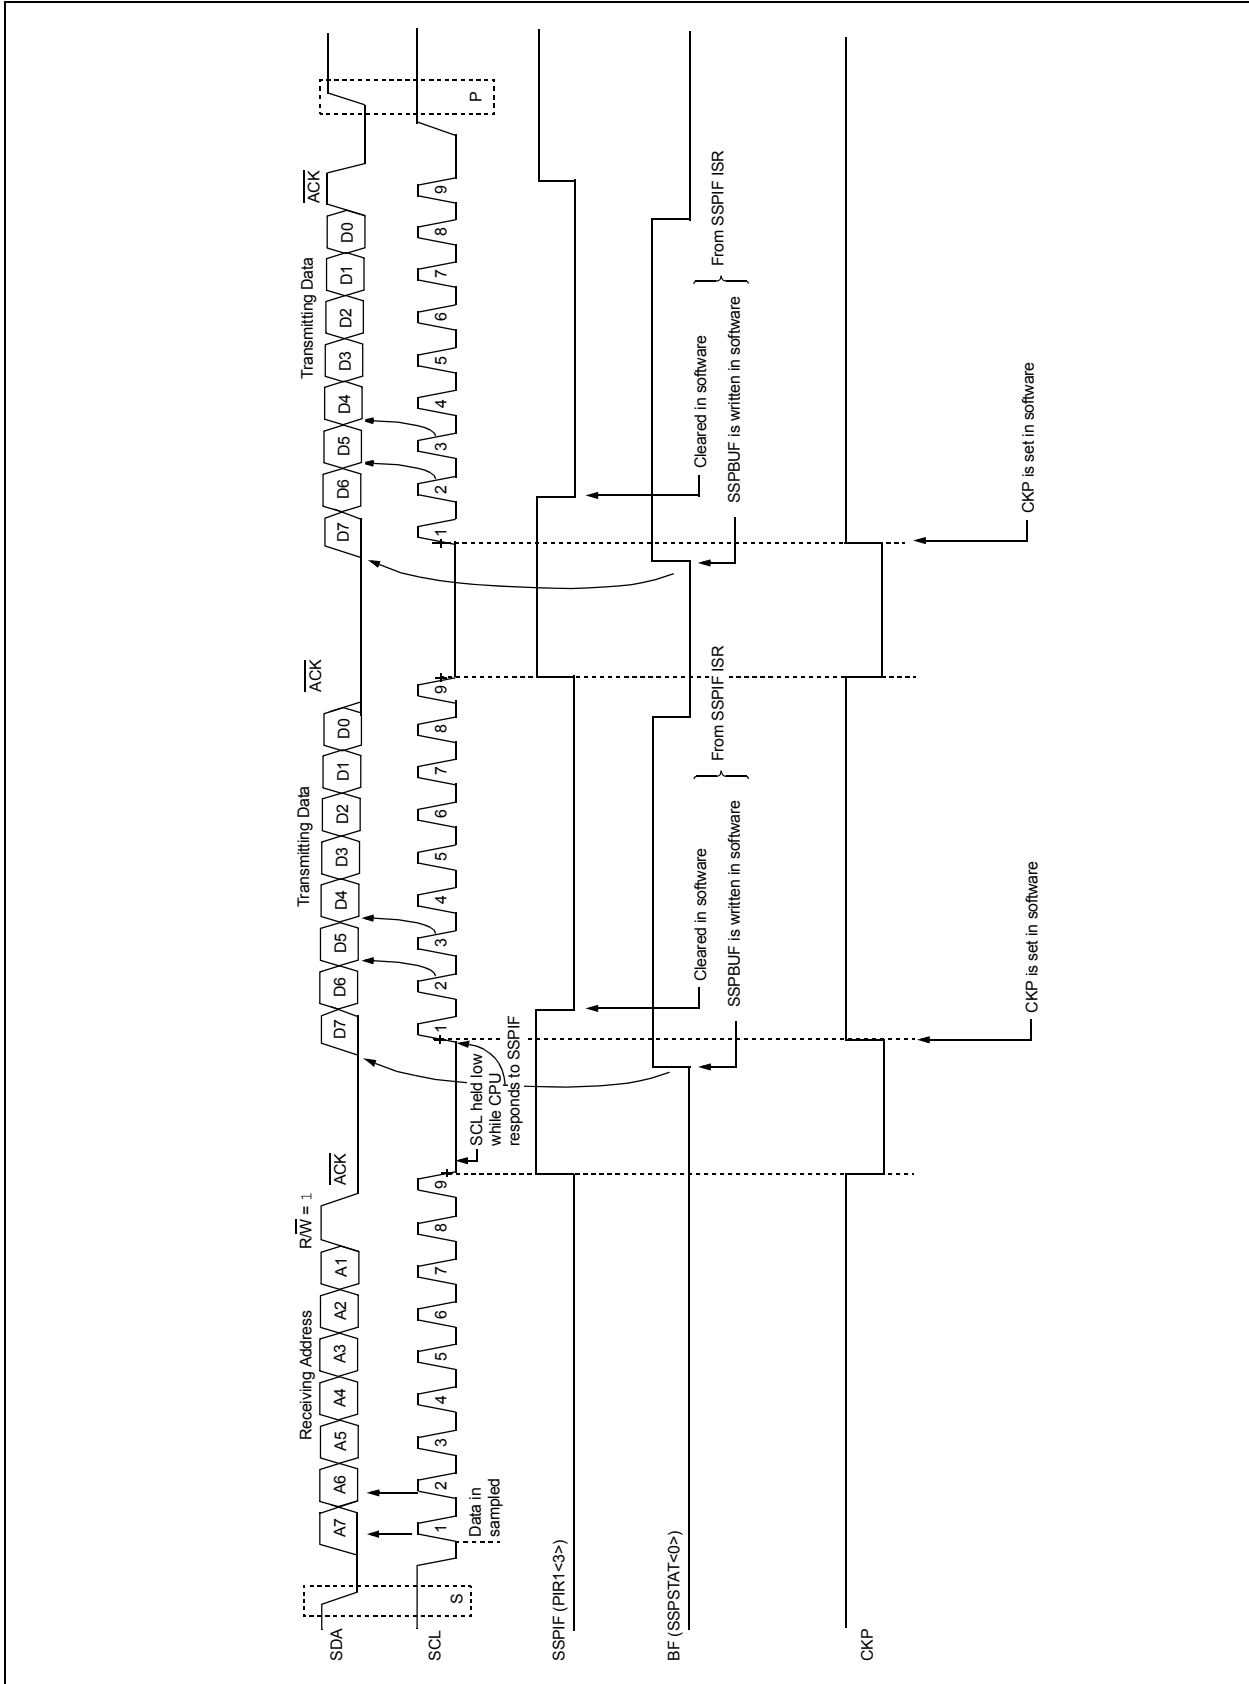 SDA
S
Receiving Address
R/W = 1
ACK
Transmitting Data
ACK
Transmitting Data
ACK
A7 A6 A5 A4 A3 A2 A1
D7 D6 D5 D4 D3 D2 D1 D0
D7 D6 D5 D4 D3 D2 D1 D0
SCL
1 2 3 4 5 6 7 8 9
1 2 3 4 5 6 7 8 9
1 2 3 4 5 6 7 8 9
P
Data in
sampled
SCL held low
while CPU
responds to SSPIF
SSPIF (PIR1<3>)
BF (SSPSTAT<0>)
Cleared in software
SSPBUF is written in software
From SSPIF ISR
Cleared in software
SSPBUF is written in software
From SSPIF ISR
CKP
CKP is set in software
CKP is set in software